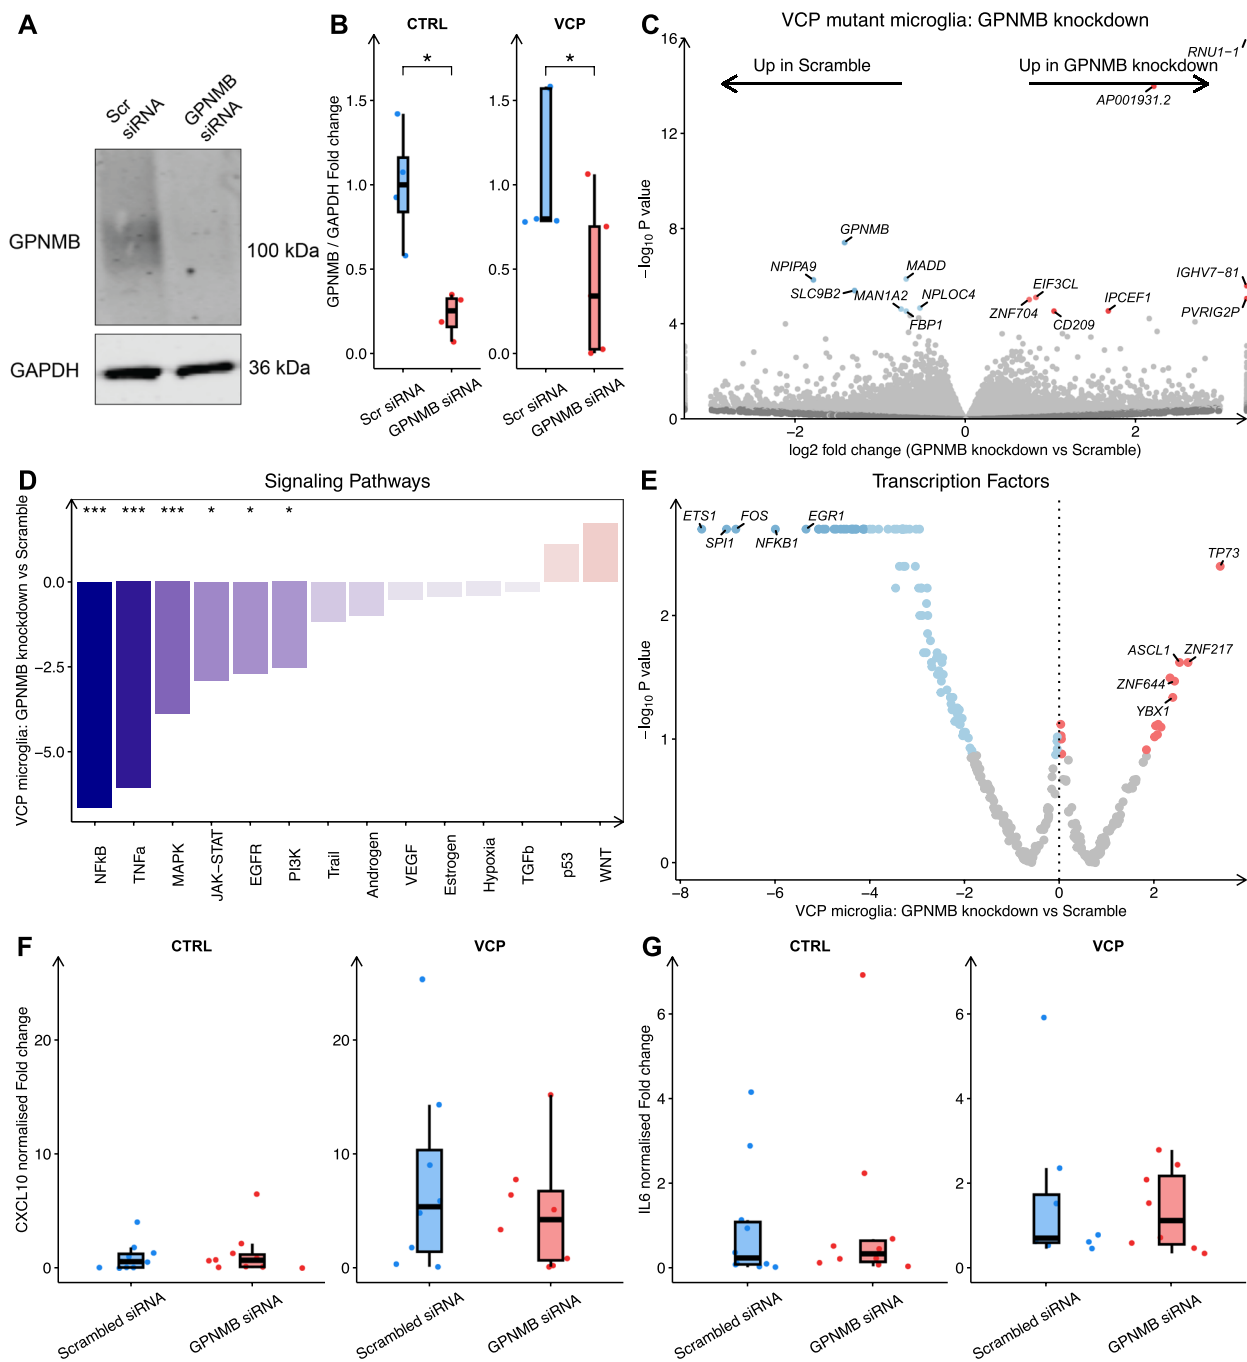 A
Scr
siRNA
GPNMB
siRNA
GPNMB
100 kDa
GAPDH
36 kDa
B
CTRL
VCP
GPNMB / GAPDH Fold change
*
*
1.5
1.0
0.5
0.0
1.5
1.0
0.5
0.0
Scr siRNA
GPNMB siRNA
Scr siRNA
GPNMB siRNA
C
VCP mutant microglia: GPNMB knockdown
Up in Scramble
Up in GPNMB knockdown
−log10 P value
16
12
8
4
0
RNU1−1
AP001931.2
GPNMB
NPIPA9
MADD
SLC9B2
MAN1A2
NPLOC4
FBP1
ZNF704
EIF3CL
CD209
IPCEF1
IGHV7−81
PVRIG2P
−2
0
2
log2 fold change (GPNMB knockdown vs Scramble)
D
Signaling Pathways
VCP microglia: GPNMB knockdown vs Scramble
*** *** *** * * *
0.0
−2.5
−5.0
NFkB
TNFa
MAPK
JAK−STAT
EGFR
PI3K
Trail
Androgen
VEGF
Estrogen
Hypoxia
TGFb
p53
WNT
E
Transcription Factors
−log10 P value
2
1
0
ETS1
SPI1
FOS
NFKB1
EGR1
TP73
ASCL1
ZNF217
ZNF644
YBX1
−8
−6
−4
−2
0
2
VCP microglia: GPNMB knockdown vs Scramble
F
CTRL
VCP
CXCL10 normalised Fold change
20
10
0
20
10
0
Scrambled siRNA
GPNMB siRNA
Scrambled siRNA
GPNMB siRNA
G
CTRL
VCP
IL6 normalised Fold change
6
4
2
0
6
4
2
0
Scrambled siRNA
GPNMB siRNA
Scrambled siRNA
GPNMB siRNA